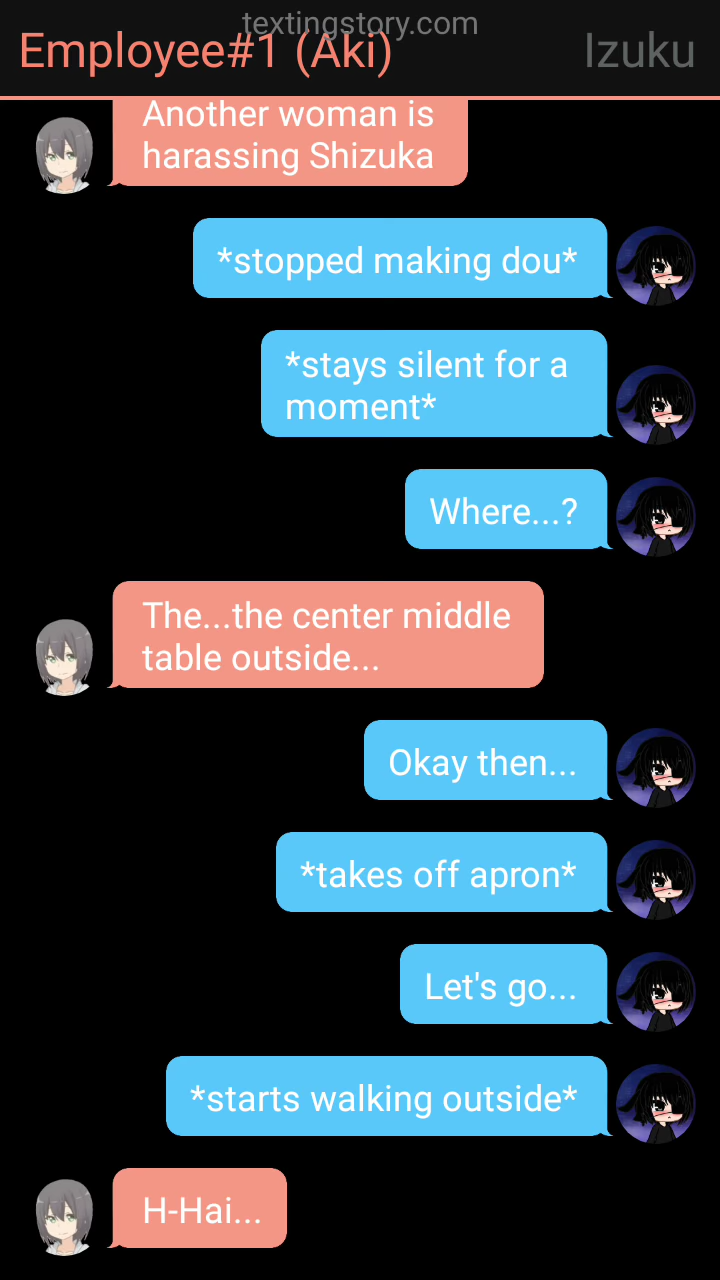 textingstory.com
Employee#1 (Aki)
Izuku
Another woman is
harassing Shizuka
*stopped making dou*
*stays silent for a
moment*
Where...?
The...the center middle
table outside...
Okay then...
*takes off apron*
Let's go...
*starts walking outside*
H-Hai...